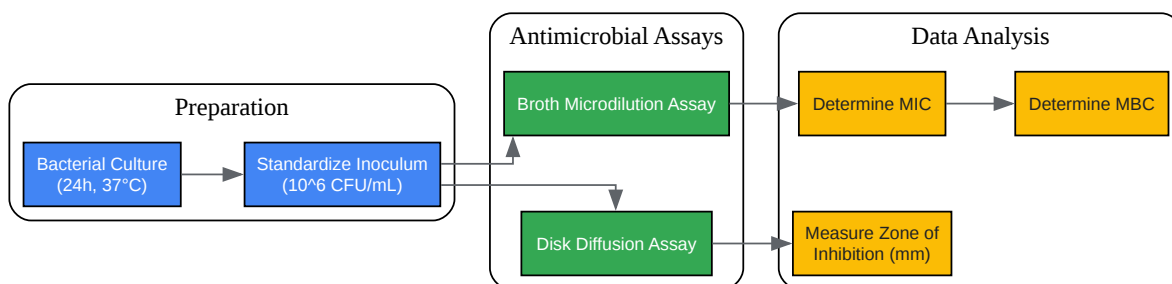 Preparation
Bacterial Culture
(24h, 37°C)
Standardize Inoculum
(10^6 CFU/mL)
Antimicrobial Assays
Broth Microdilution Assay
Disk Diffusion Assay
Data Analysis
Determine MIC
Determine MBC
Measure Zone of
Inhibition (mm)